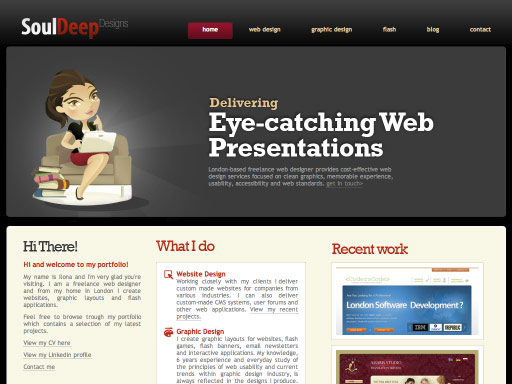 SoulDeep Designs
home web design graphic design flash blog contact
Delivering
Eye-catching Web
Presentations
London-based freelance web designer provides cost-effective web
design services focused on clean graphics, memorable experience,
usability, accessibility and web standards. get in touch>
Hi There!
Hi and welcome to my portfolio!
My name is Ilona and I'm very glad you're
visiting. I am a freelance web designer
and from my home in London I create
websites, graphic layouts and flash
applications.
Feel free to browse trough my portfolio
which contains a selection of my latest
projects.
View my CV here
View my LinkedIn profile
Contact me
What I do
Website Design
Working closely with my clients I deliver
custom made websites for companies from
various industries. I can also deliver
custom-made CMS systems, user forums and
other web applications. View my recent
projects.
Graphic Design
I create graphic layouts for websites, flash
games, flash banners, email newsletters
and interactive applications. My knowledge,
6 years experience and everyday study of
the principles of web usability and current
trends within graphic design industry, is
always reflected in the designs I produce.
Recent work
London Software Development ?
IBM